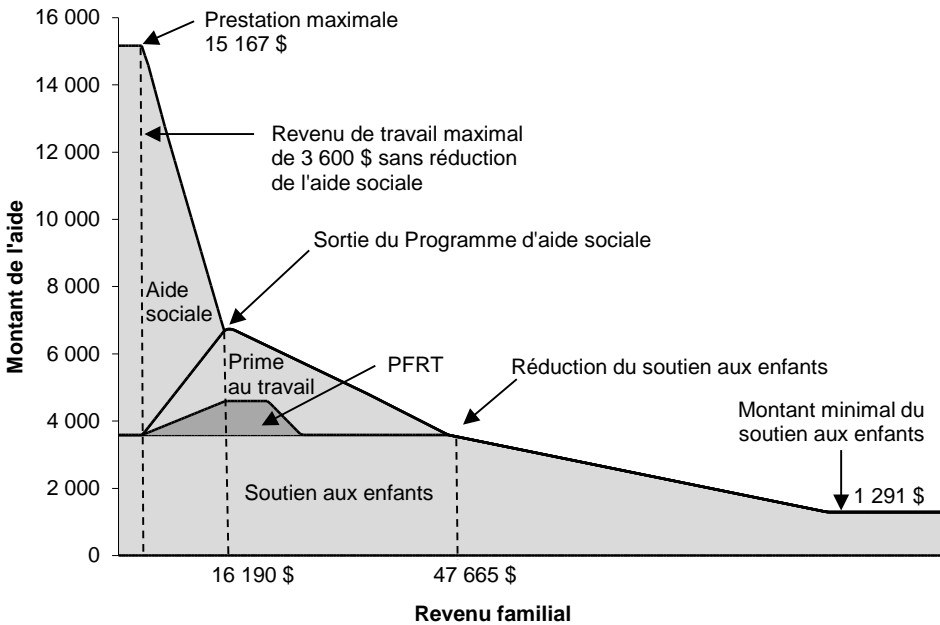 16 000
Prestation maximale
15 167 $
14 000
Revenu de travail maximal
de 3 600 $ sans réduction
de l'aide sociale
12 000
10 000
Sortie du Programme d'aide sociale
Montant de l'aide
8 000
Aide
sociale
6 000
Prime
au travail
PFRT
Réduction du soutien aux enfants
4 000
Montant minimal du
soutien aux enfants
2 000
Soutien aux enfants
1 291 $
0
16 190 $
47 665 $
Revenu familial